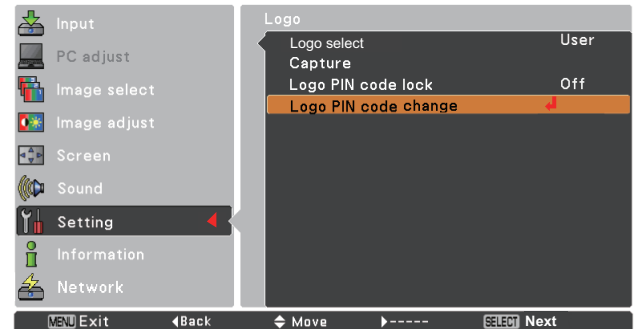 Input
PC adjust
Image select
Image adjust
Screen
Sound
Setting
Information
Network
Logo
Logo select User
Capture
Logo PIN code lock Off
Logo PIN code change
MENU Exit Back Move ----- SELECT Next